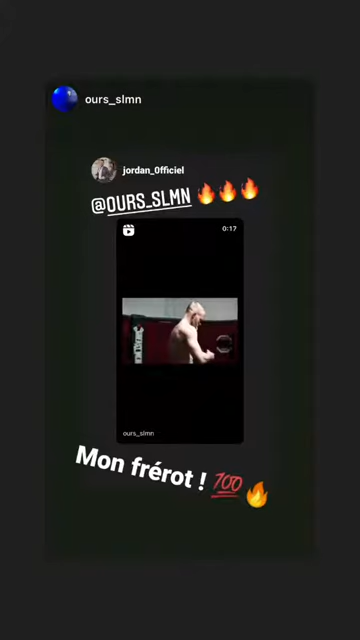 ours_slmn
jordan_0fficiel
@OURS_SLMN 🔥🔥🔥
0:17
ours_slmn
Mon frérot ! 💯🔥